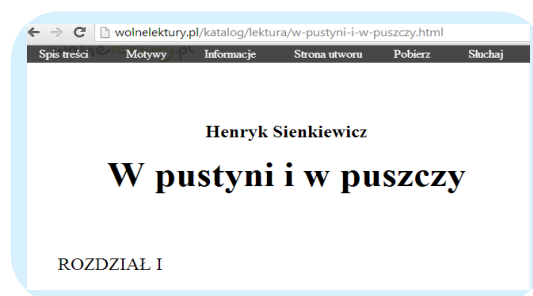 wolnelektury.pl/katalog/lektura/w-pustyni-i-w-puszczy.html
Spis treści Motywy Informacje Strona utworu Pobierz Słuchaj
Henryk Sienkiewicz
W pustyni i w puszczy
ROZDZIAŁ I